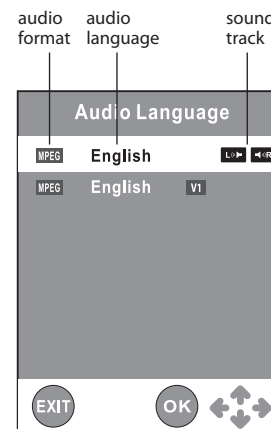 audio audio sound
format language track
Audio Language
MPEG English L R
MPEG English V1
EXIT OK